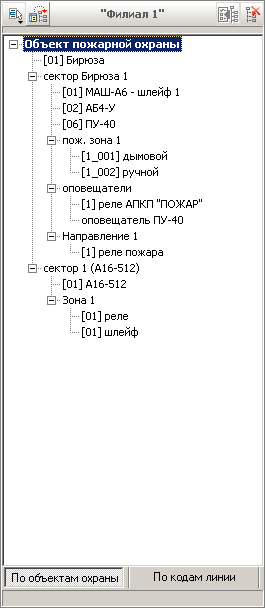 "Филиал 1"
Объект пожарной охраны
[01] Бирюза
сектор Бирюза 1
[01] МАШ-А6 - шлейф 1
[02] АБ4-У
[06] ПУ-40
пож. зона 1
[1_001] дымовой
[1_002] ручной
оповещатели
[1] реле АПКП "ПОЖАР"
оповещатель ПУ-40
Направление 1
[1] реле пожара
сектор 1 (А16-512)
[01] А16-512
Зона 1
[01] реле
[01] шлейф
По объектам охраны По кодам линии